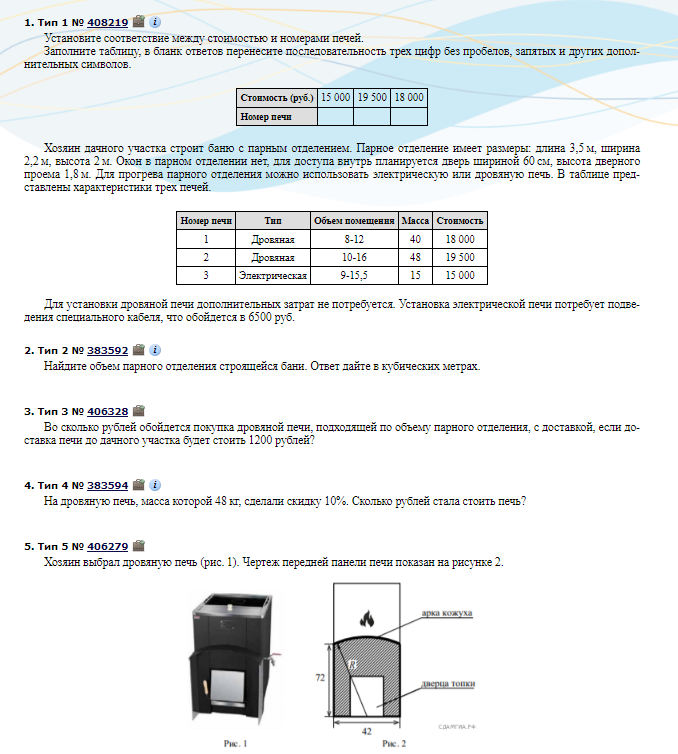 1. Тип 1 № 408219 i
Установите соответствие между стоимостью и номерами печей.
Заполните таблицу, в бланк ответов перенесите последовательность трех цифр без пробелов, запятых и других допол-
нительных символов.
Стоимость (руб.) 15 000 19 500 18 000
Номер печи
Хозяин дачного участка строит баню с парным отделением. Парное отделение имеет размеры: длина 3,5 м, ширина
2,2 м, высота 2 м. Окон в парном отделении нет, для доступа внутрь планируется дверь шириной 60 см, высота дверного
проема 1,8 м. Для прогрева парного отделения можно использовать электрическую или дровяную печь. В таблице пред-
ставлены характеристики трех печей.
Номер печи Тип Объем помещения Масса Стоимость
1 Дровяная 8-12 40 18 000
2 Дровяная 10-16 48 19 500
3 Электрическая 9-15,5 15 15 000
Для установки дровяной печи дополнительных затрат не потребуется. Установка электрической печи потребует подве-
дения специального кабеля, что обойдется в 6500 руб.
2. Тип 2 № 383592 i
Найдите объем парного отделения строящейся бани. Ответ дайте в кубических метрах.
3. Тип 3 № 406328
Во сколько рублей обойдется покупка дровяной печи, подходящей по объему парного отделения, с доставкой, если до-
ставка печи до дачного участка будет стоить 1200 рублей?
4. Тип 4 № 383594 i
На дровяную печь, масса которой 48 кг, сделали скидку 10%. Сколько рублей стала стоить печь?
5. Тип 5 № 406279
Хозяин выбрал дровяную печь (рис. 1). Чертеж передней панели печи показан на рисунке 2.
арка кожуха
R
72
дверца топки
42
СДАМГИА.РФ
Рис. 1 Рис. 2